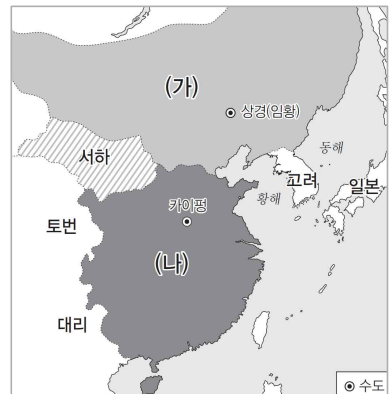 (가)
상경(임황)
서하
동해
고려
일본
황해
카이펑
토번
(나)
대리
수도